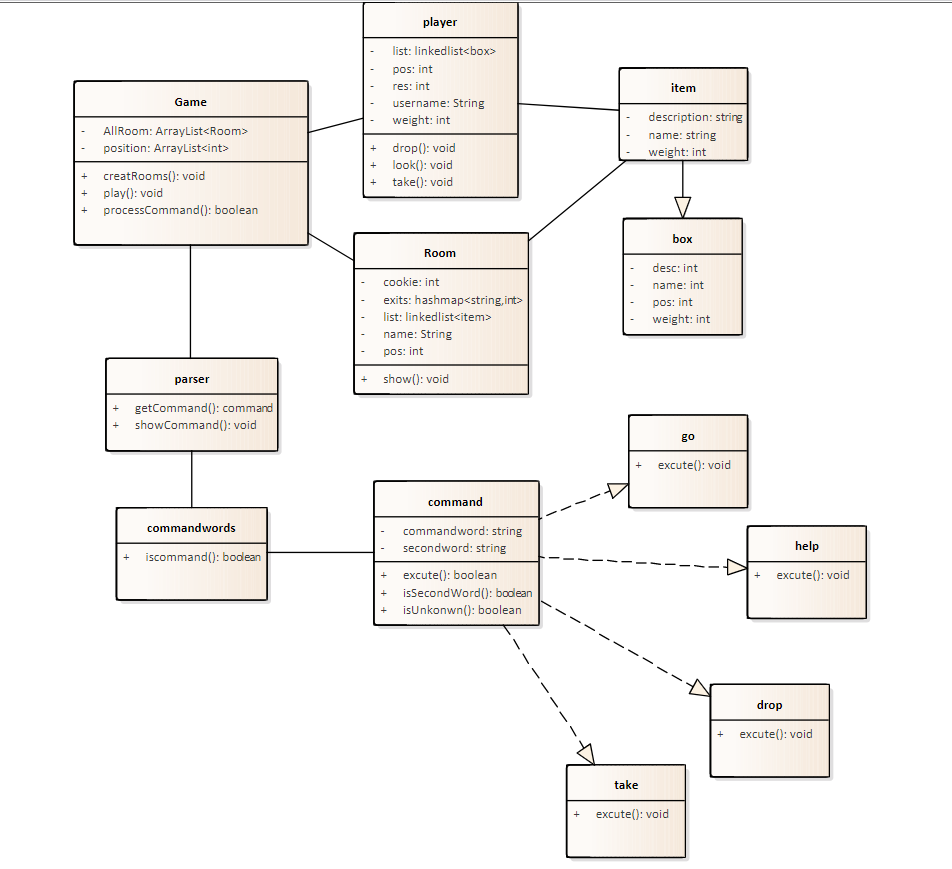 player
- list: linkedlist<box>
- pos: int
- res: int
- username: String
- weight: int
+ drop(): void
+ look(): void
+ take(): void
Game
- AllRoom: ArrayList<Room>
- position: ArrayList<int>
+ creatRooms(): void
+ play(): void
+ processCommand(): boolean
item
- description: string
- name: string
- weight: int
box
- desc: int
- name: int
- pos: int
- weight: int
Room
- cookie: int
- exits: hashmap<string,int>
- list: linkedlist<item>
- name: String
- pos: int
+ show(): void
parser
+ getCommand(): command
+ showCommand(): void
commandwords
+ iscommand(): boolean
command
- commandword: string
- secondword: string
+ excute(): boolean
+ isSecondWord(): boolean
+ isUnkonwn(): boolean
go
+ excute(): void
help
+ excute(): void
drop
+ excute(): void
take
+ excute(): void